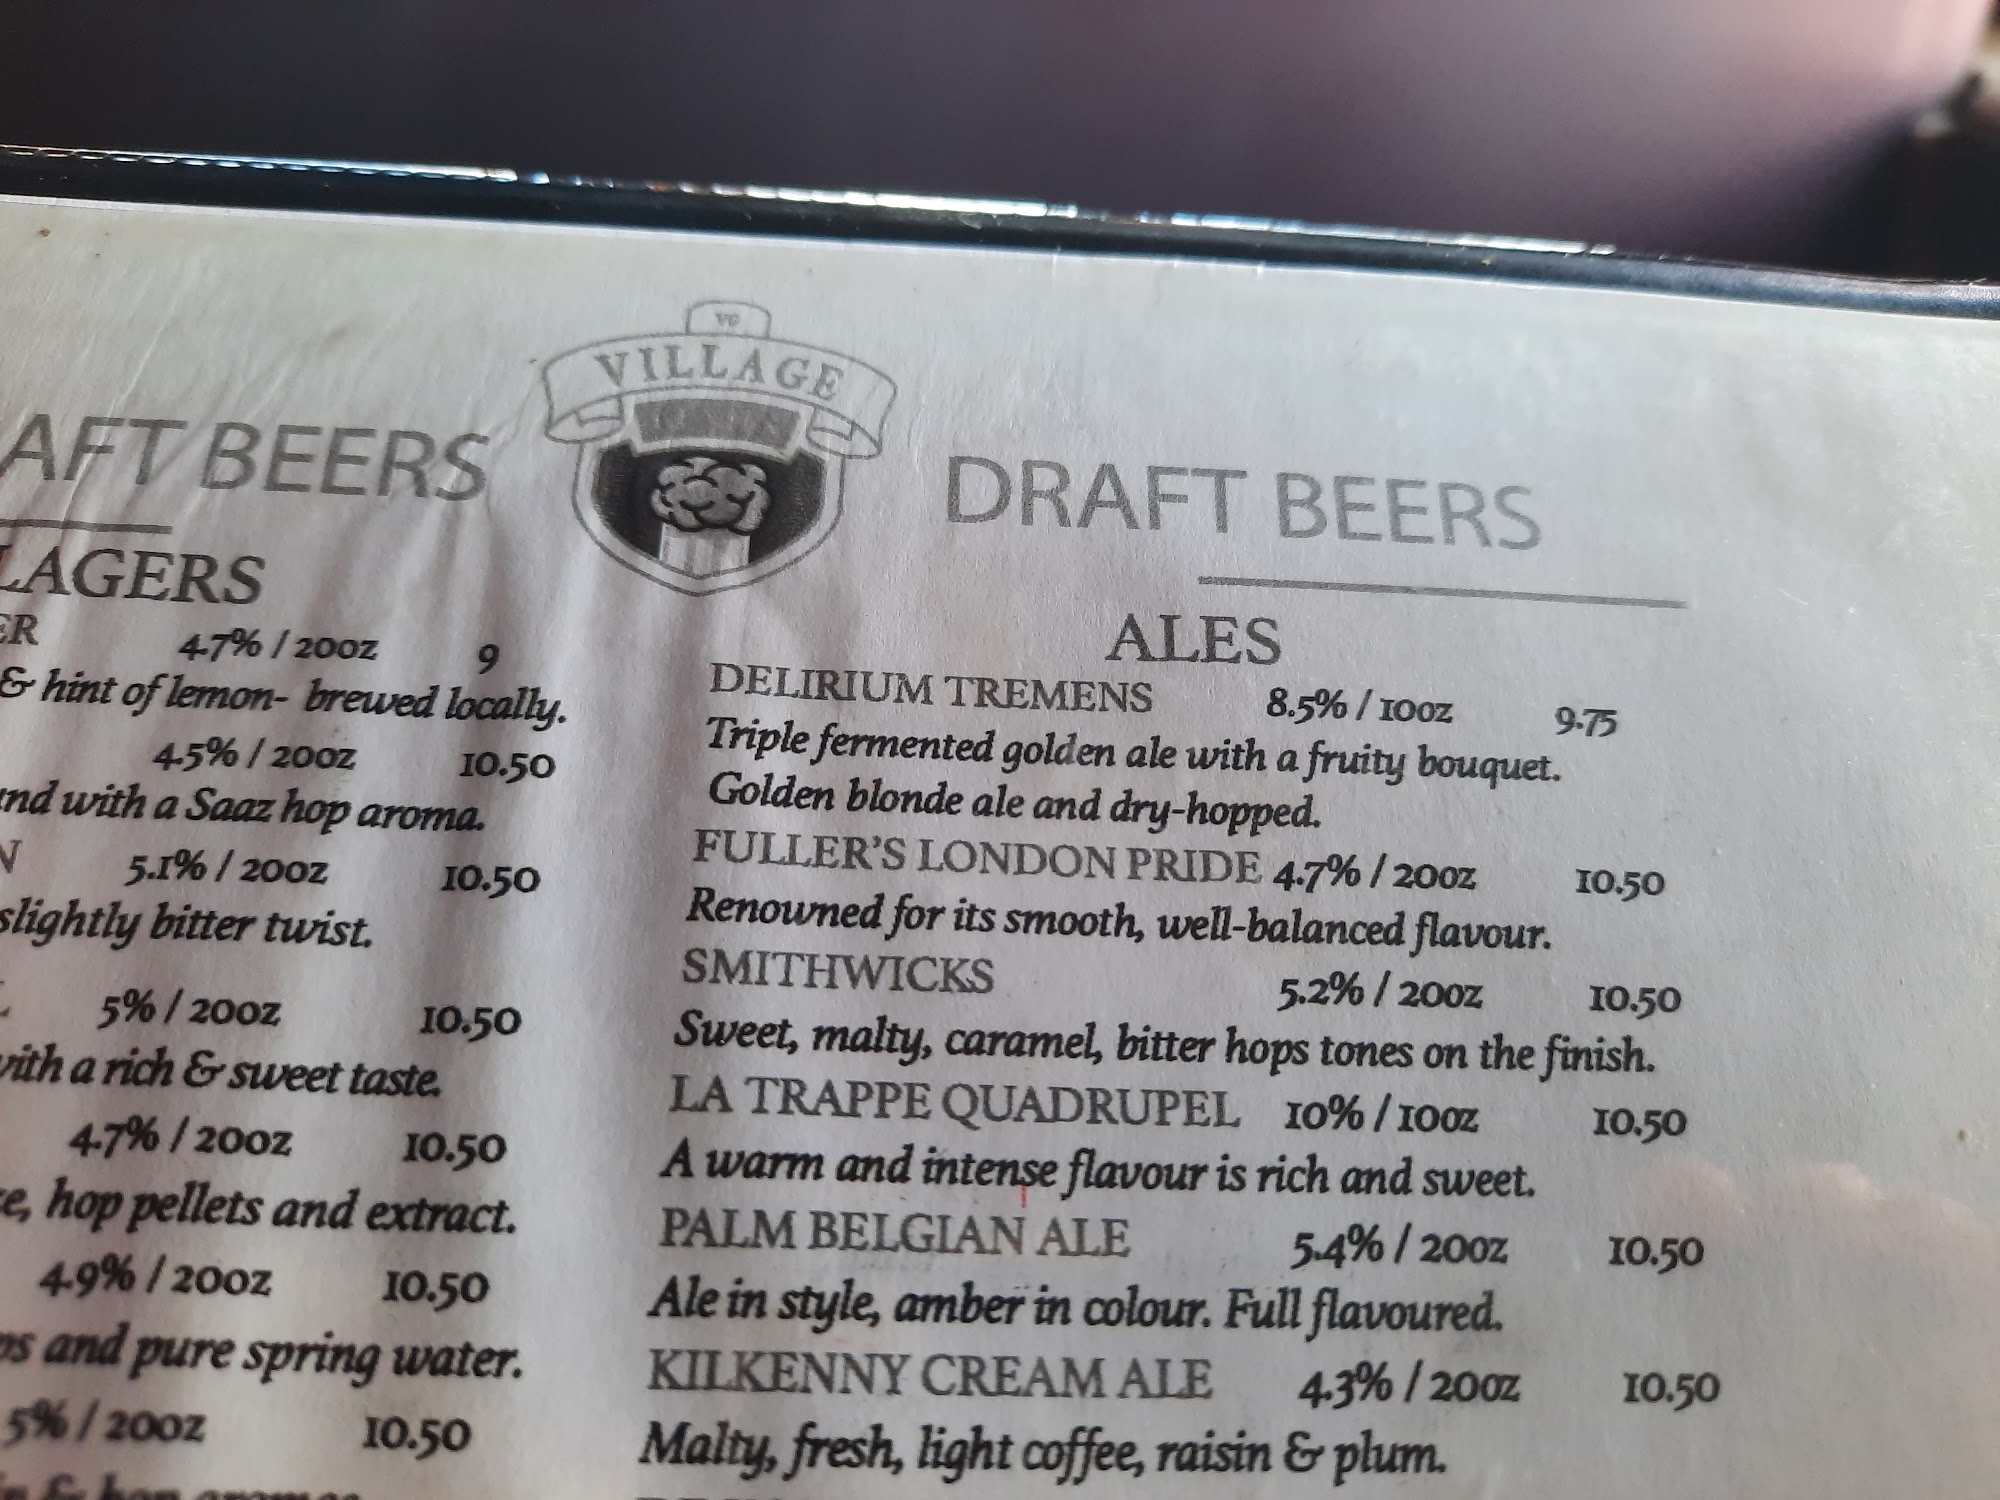 VG
VILLAGE
AFT BEERS
LAGERS
ER 4.7% / 20oz 9
& hint of lemon- brewed locally.
4.5% / 20oz 10.50
and with a Saaz hop aroma.
N 5.1% / 20oz 10.50
slightly bitter twist.
L 5% / 20oz 10.50
with a rich & sweet taste.
4.7% / 20oz 10.50
e, hop pellets and extract.
4.9% / 20oz 10.50
ps and pure spring water.
5% / 20oz 10.50
DRAFT BEERS
ALES
DELIRIUM TREMENS 8.5% / 10oz 9.75
Triple fermented golden ale with a fruity bouquet.
Golden blonde ale and dry-hopped.
FULLER'S LONDON PRIDE 4.7% / 20oz 10.50
Renowned for its smooth, well-balanced flavour.
SMITHWICKS 5.2% / 20oz 10.50
Sweet, malty, caramel, bitter hops tones on the finish.
LA TRAPPE QUADRUPEL 10% / 10oz 10.50
A warm and intense flavour is rich and sweet.
PALM BELGIAN ALE 5.4% / 20oz 10.50
Ale in style, amber in colour. Full flavoured.
KILKENNY CREAM ALE 4.3% / 20oz 10.50
Malty, fresh, light coffee, raisin & plum.